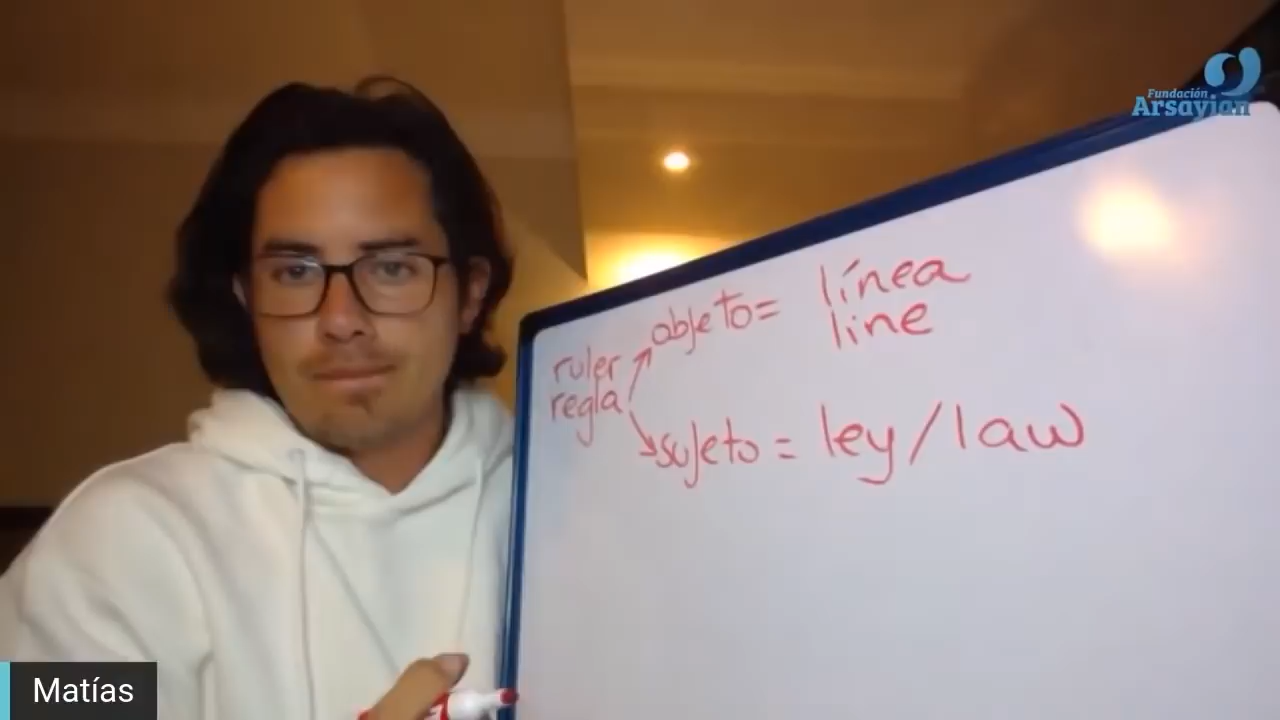 Fundación
Arsayian
objeto = línea
line
ruler
regla
sujeto = ley/law
Matías